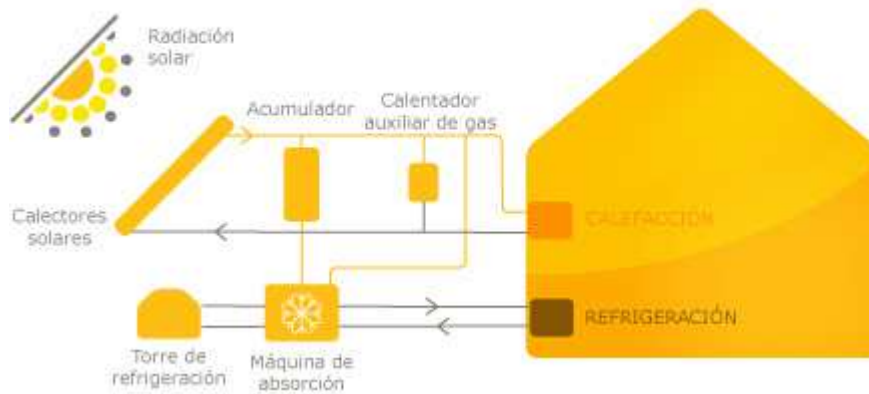 Radiación
solar
Acumulador
Calentador
auxiliar de gas
Calectores
solares
CALEFACCIÓN
REFRIGERACIÓN
Torre de
refrigeración
Máquina de
absorción